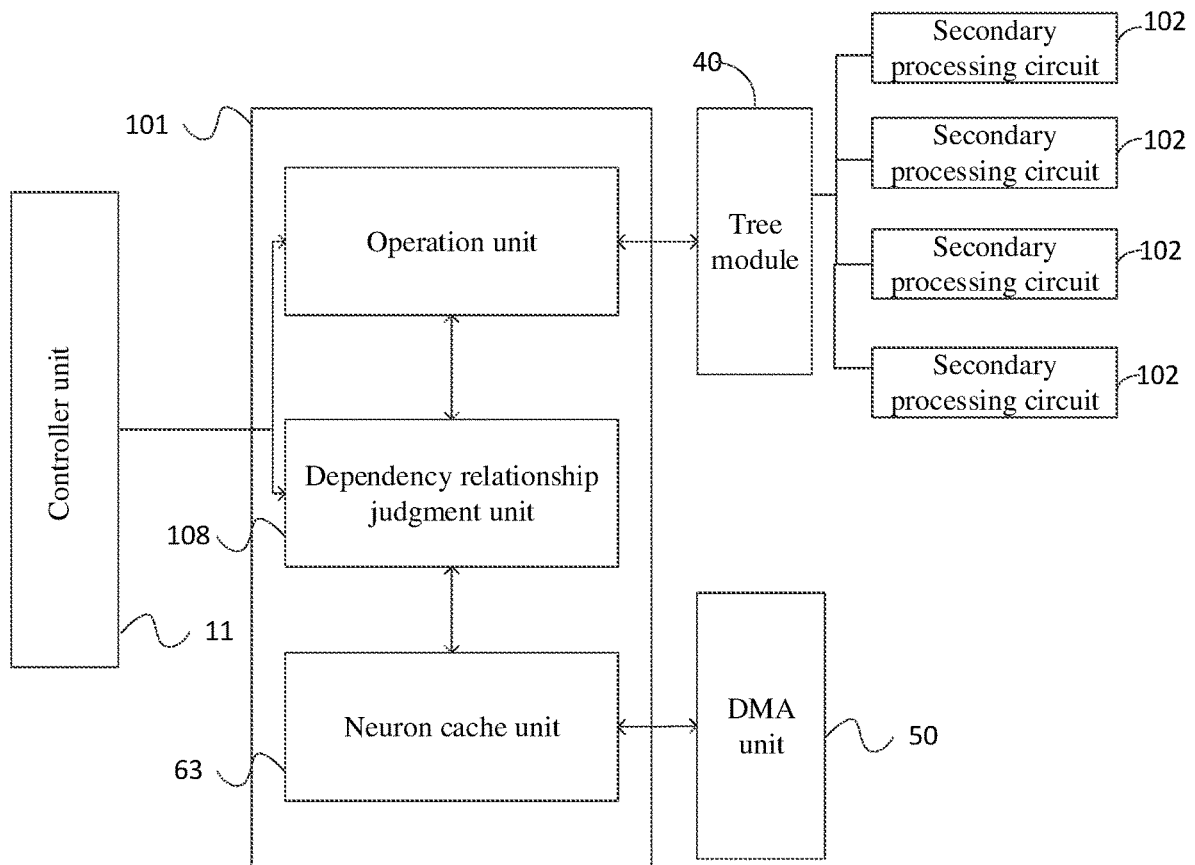 102
Secondary
processing circuit
40
101
102
Secondary
processing circuit
Operation unit
Tree
module
102
Secondary
processing circuit
102
Secondary
processing circuit
Controller unit
Dependency relationship
judgment unit
108
11
Neuron cache unit
DMA
unit
50
63